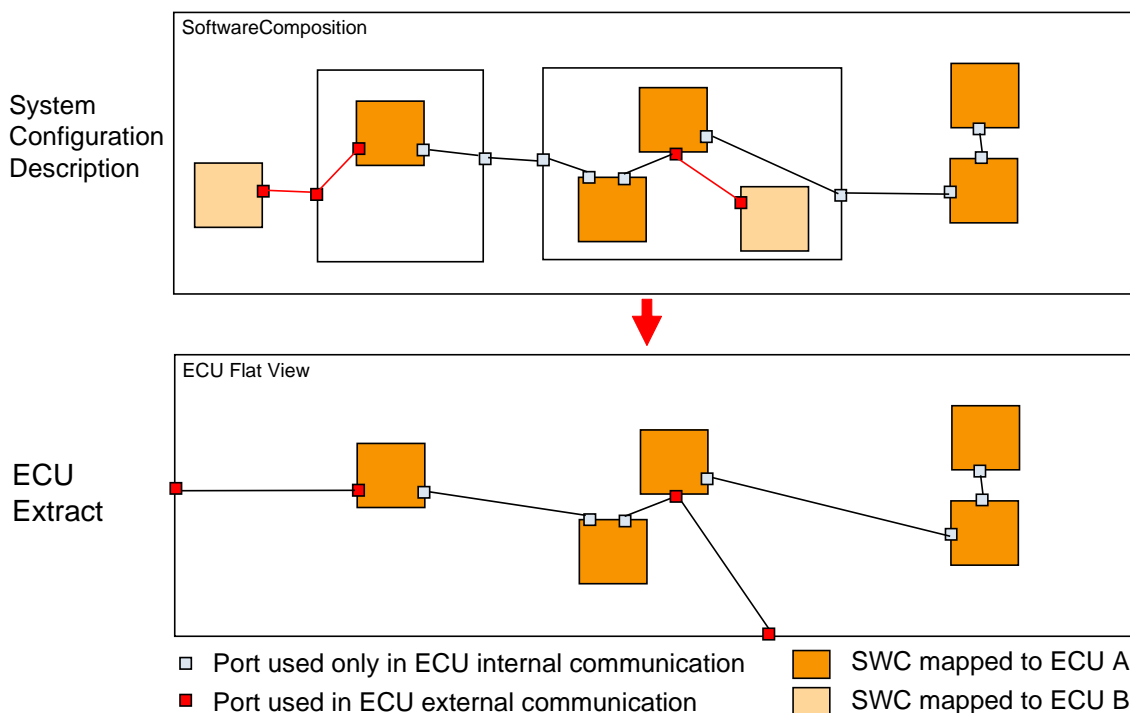 SoftwareComposition
System
Configuration
Description
ECU Flat View
ECU
Extract
Port used only in ECU internal communication
SWC mapped to ECU A
Port used in ECU external communication
SWC mapped to ECU B